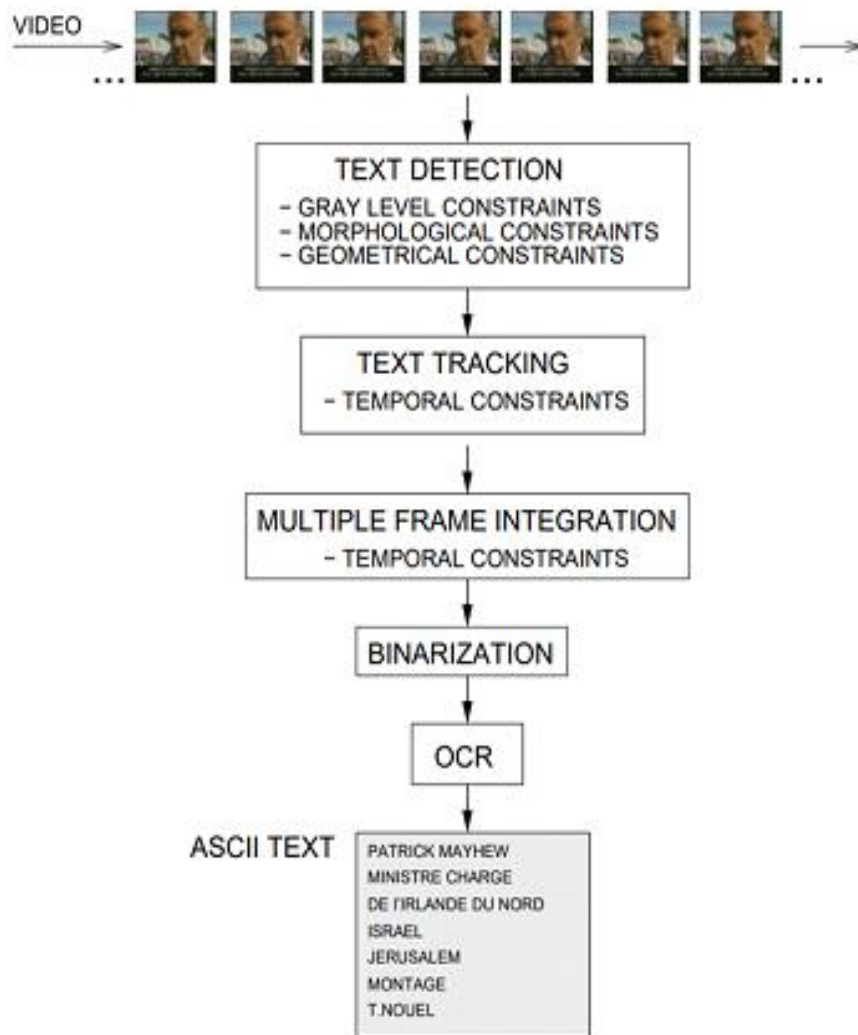 VIDEO
... ...
TEXT DETECTION
– GRAY LEVEL CONSTRAINTS
– MORPHOLOGICAL CONSTRAINTS
– GEOMETRICAL CONSTRAINTS
TEXT TRACKING
– TEMPORAL CONSTRAINTS
MULTIPLE FRAME INTEGRATION
– TEMPORAL CONSTRAINTS
BINARIZATION
OCR
ASCII TEXT
PATRICK MAYHEW
MINISTRE CHARGE
DE l'IRLANDE DU NORD
ISRAEL
JERUSALEM
MONTAGE
T.NOUEL